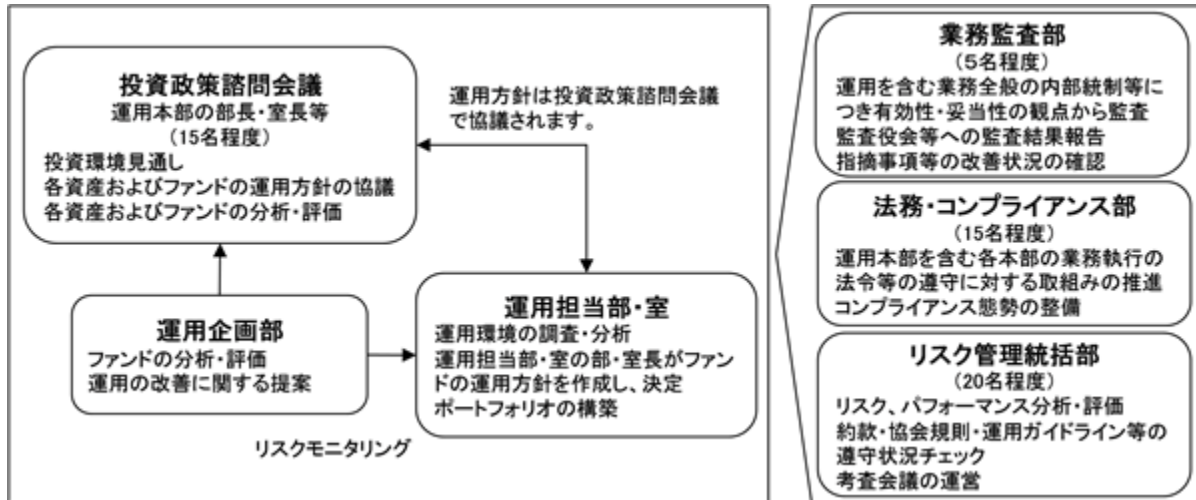 投資政策諮問会議
運用本部の部長・室長等
(15名程度)
投資環境見通し
各資産およびファンドの運用方針の協議
各資産およびファンドの分析・評価
運用方針は投資政策諮問会議
で協議されます。
運用企画部
ファンドの分析・評価
運用の改善に関する提案
運用担当部・室
運用環境の調査・分析
運用担当部・室の部・室長がファン
ドの運用方針を作成し、決定
ポートフォリオの構築
リスクモニタリング
業務監査部
(5名程度)
運用を含む業務全般の内部統制等に
つき有効性・妥当性の観点から監査
監査役会等への監査結果報告
指摘事項等の改善状況の確認
法務・コンプライアンス部
(15名程度)
運用本部を含む各本部の業務執行の
法令等の遵守に対する取組みの推進
コンプライアンス態勢の整備
リスク管理統括部
(20名程度)
リスク、パフォーマンス分析・評価
約款・協会規則・運用ガイドライン等の
遵守状況チェック
考査会議の運営